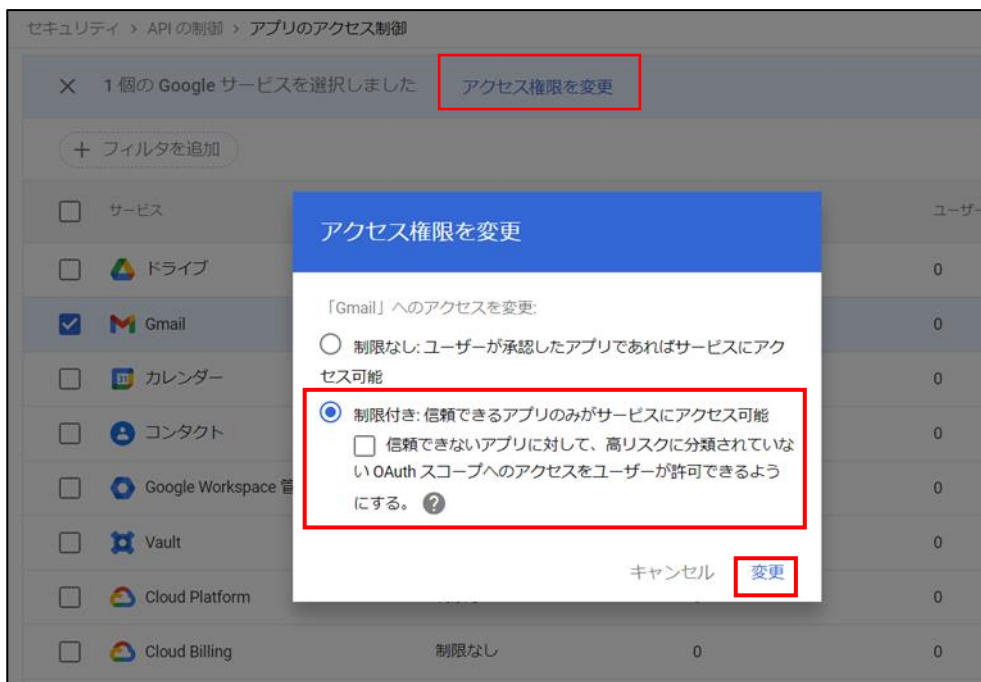 セキュリティ > API の制御 > アプリのアクセス制御
1 個の Google サービスを選択しました アクセス権限を変更
フィルタを追加
サービス ユーザー
アクセス権限を変更
ドライブ 0
「Gmail」へのアクセスを変更:
Gmail 0
制限なし: ユーザーが承認したアプリであればサービスにアク
セス可能
カレンダー 0
制限付き: 信頼できるアプリのみがサービスにアクセス可能
コンタクト 0
信頼できないアプリに対して、高リスクに分類されていな
い OAuth スコープへのアクセスをユーザーが許可できるよう
にする。 ?
Google Workspace 管 0
Vault 0
キャンセル 変更
Cloud Platform 0
Cloud Billing 制限なし 0 0